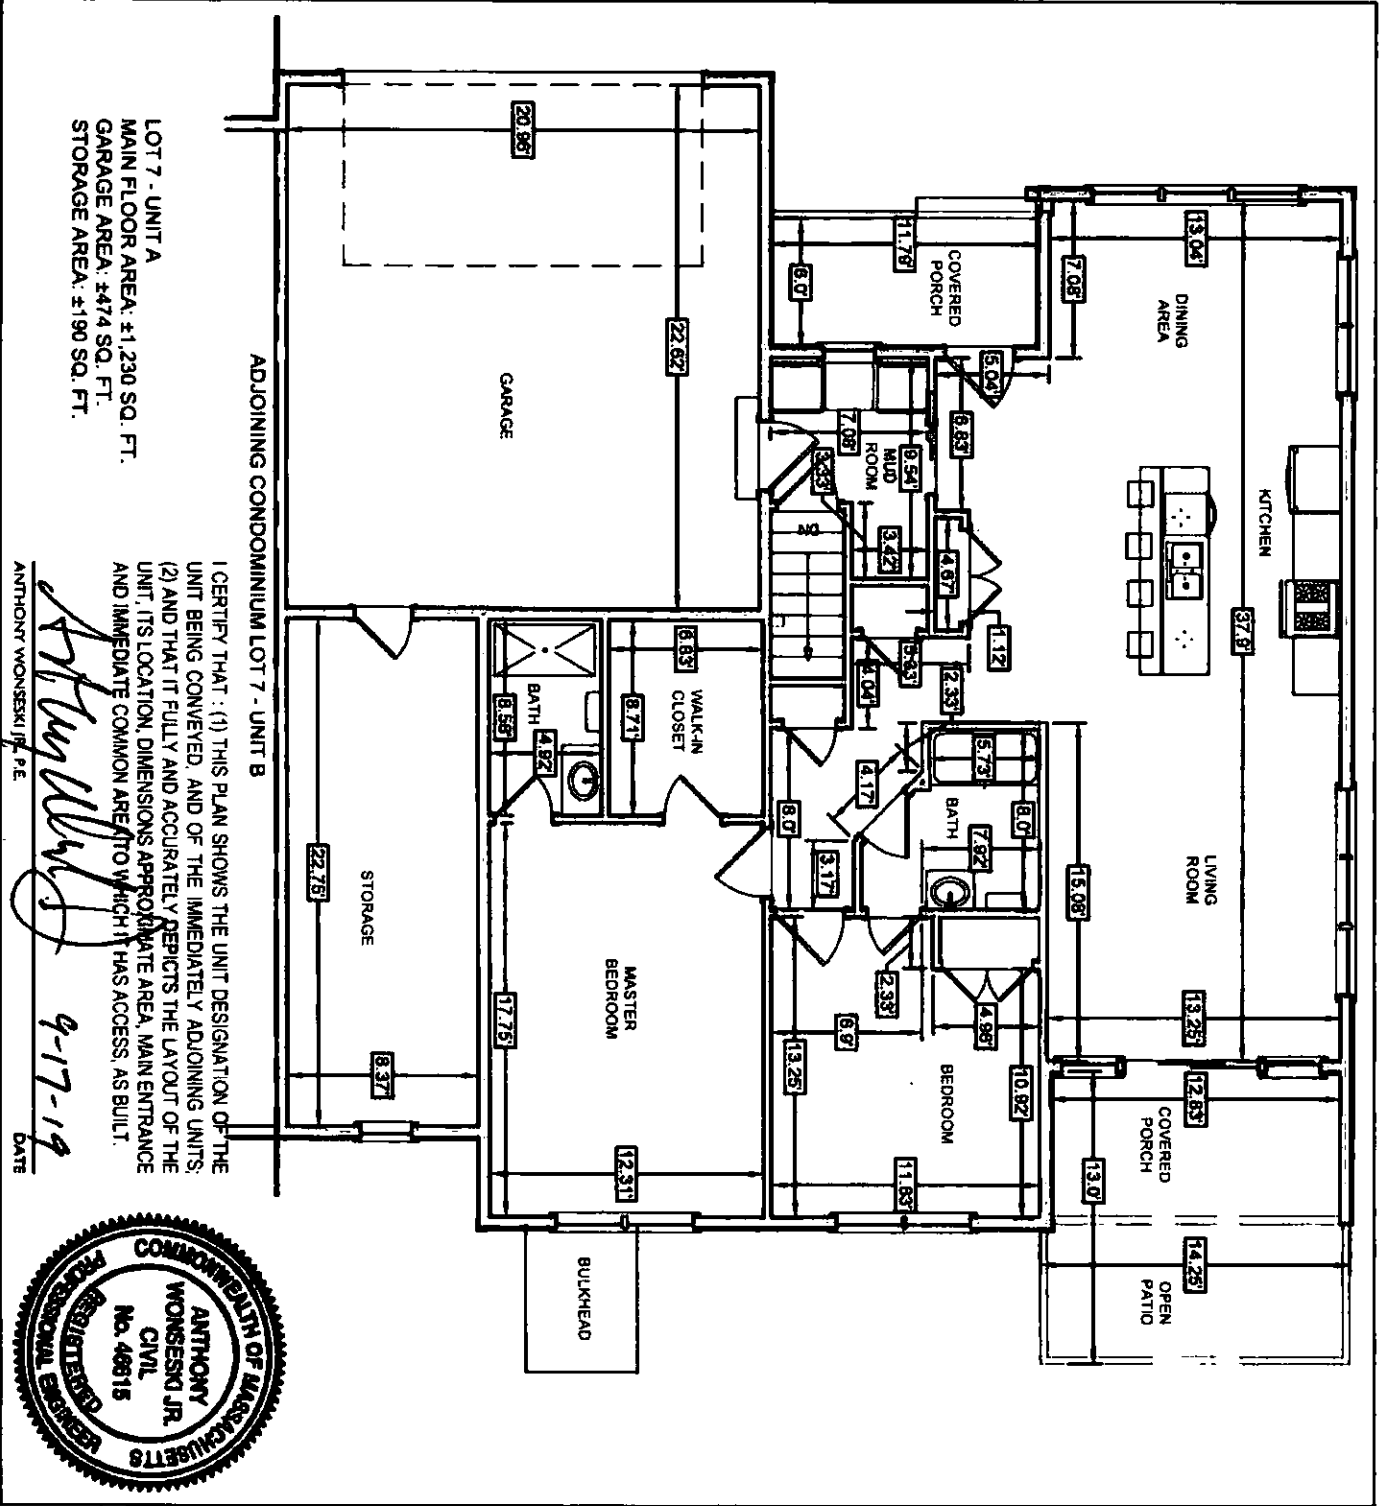 13.04'
7.08'
DINING
AREA
KITCHEN
37.9'
LIVING
ROOM
13.25'
15.08'
12.83'
COVERED
PORCH
13.0'
14.25'
OPEN
PATIO
11.76'
6.0'
COVERED
PORCH
5.04'
6.83'
7.08'
MUD
ROOM
9.54'
3.33'
3.42'
4.67'
1.12'
5.83'
4.04'
2.33'
DN
4.17'
5.73'
BATH
8.0'
7.92'
8.0'
3.17'
2.33'
4.96'
6.9'
13.25'
BEDROOM
10.92'
11.63'
20.96'
22.62'
GARAGE
6.83'
WALK-IN
CLOSET
8.71'
BATH
8.58'
4.92'
MASTER
BEDROOM
17.75'
12.31'
BULKHEAD
STORAGE
22.75'
8.37'
ADJOINING CONDOMINIUM LOT 7 - UNIT B
LOT 7 - UNIT A
MAIN FLOOR AREA: ±1,230 SQ. FT.
GARAGE AREA: ±474 SQ. FT.
STORAGE AREA: ±190 SQ. FT.
I CERTIFY THAT : (1) THIS PLAN SHOWS THE UNIT DESIGNATION OF THE
UNIT BEING CONVEYED, AND OF THE IMMEDIATELY ADJOINING UNITS;
(2) AND THAT IT FULLY AND ACCURATELY DEPICTS THE LAYOUT OF THE
UNIT, ITS LOCATION, DIMENSIONS APPROXIMATE AREA, MAIN ENTRANCE
AND IMMEDIATE COMMON AREA TO WHICH IT HAS ACCESS, AS BUILT.
9-17-19
ANTHONY WONSESKI JR., P.E.
DATE
COMMONWEALTH OF MASSACHUSETTS
ANTHONY
WONSESKI JR.
CIVIL
No. 46615
REGISTERED
PROFESSIONAL ENGINEER